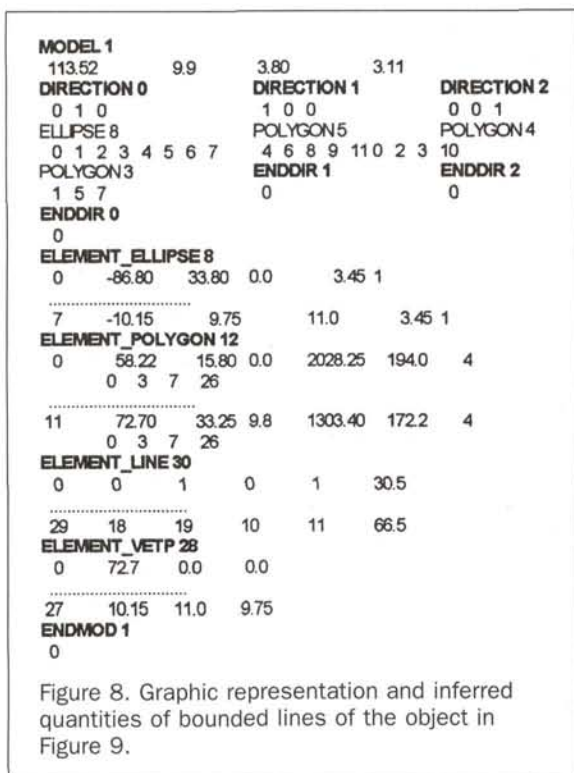 MODEL 1
113.52 9.9 3.80 3.11
DIRECTION 0 DIRECTION 1 DIRECTION 2
0 1 0 1 0 0 0 0 1
ELLIPSE 8 POLYGON 5 POLYGON 4
0 1 2 3 4 5 6 7 4 6 8 9 11 0 2 3 10
POLYGON 3 ENDDIR 1 ENDDIR 2
1 5 7 0 0
ENDDIR 0
0
ELEMENT_ELLIPSE 8
0 -86.80 33.80 0.0 3.45 1
..............................
7 -10.15 9.75 11.0 3.45 1
ELEMENT_POLYGON 12
0 58.22 15.80 0.0 2028.25 194.0 4
0 3 7 26
..............................
11 72.70 33.25 9.8 1303.40 172.2 4
0 3 7 26
ELEMENT_LINE 30
0 0 1 0 1 30.5
..............................
29 18 19 10 11 66.5
ELEMENT_VETP 28
0 72.7 0.0 0.0
..............................
27 10.15 11.0 9.75
ENDMOD 1
0
Figure 8. Graphic representation and inferred
quantities of bounded lines of the object in
Figure 9.